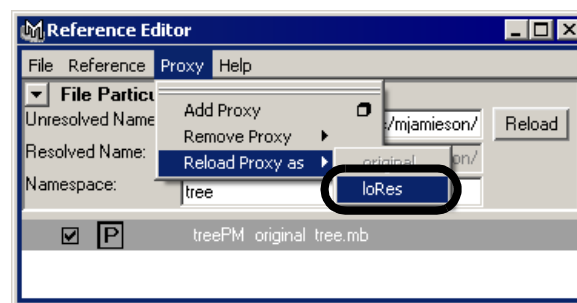 Reference Editor
File Reference Proxy Help
File Particu
Unresolved Name
Add Proxy
/mjamieson/
Reload
Remove Proxy
Resolved Name:
Reload Proxy as
original
on/
Namespace:
tree
loRes
P treePM original tree.mb